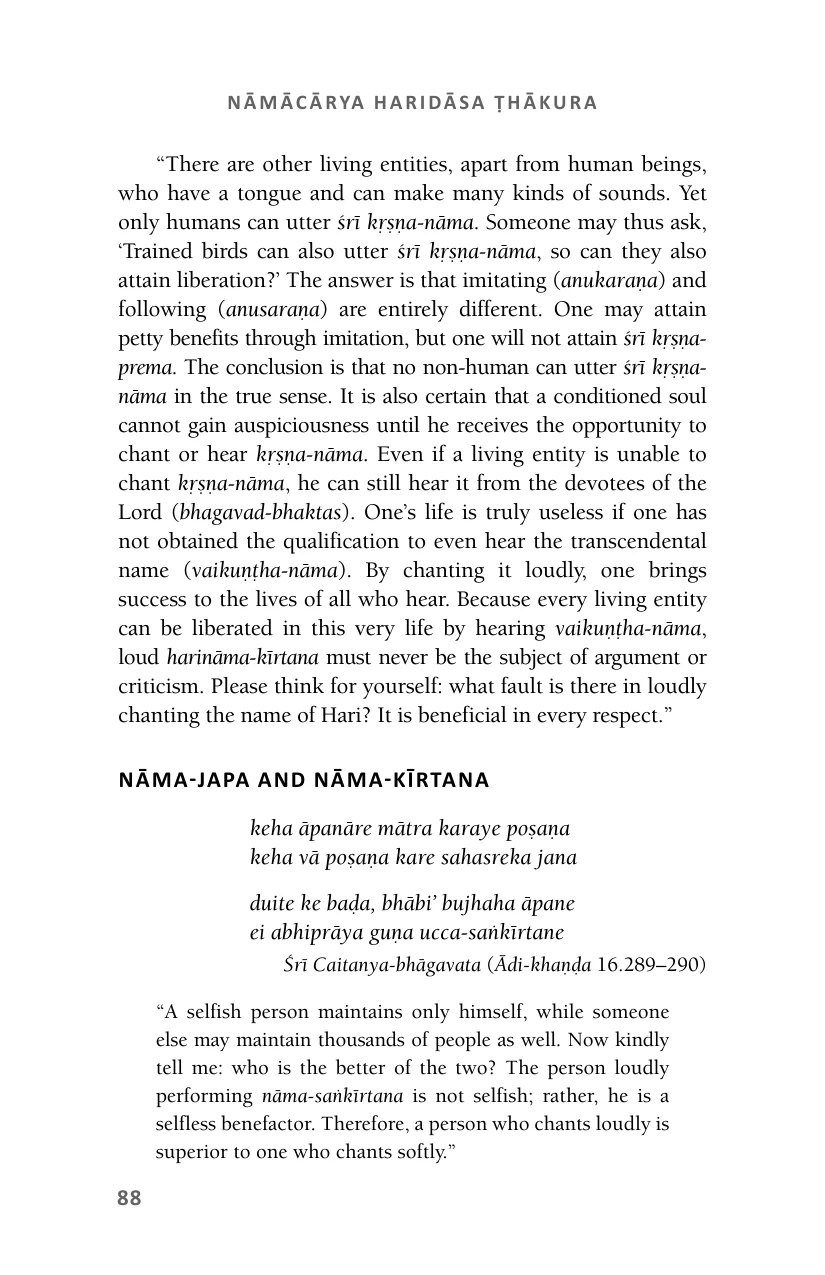 NĀMĀCĀRYA HARIDĀSA ṬHĀKURA
“There are other living entities, apart from human beings,
who have a tongue and can make many kinds of sounds. Yet
only humans can utter śrī kṛṣṇa-nāma. Someone may thus ask,
‘Trained birds can also utter śrī kṛṣṇa-nāma, so can they also
attain liberation?’ The answer is that imitating (anukaraṇa) and
following (anusaraṇa) are entirely different. One may attain
petty benefits through imitation, but one will not attain śrī kṛṣṇa-
prema. The conclusion is that no non-human can utter śrī kṛṣṇa-
nāma in the true sense. It is also certain that a conditioned soul
cannot gain auspiciousness until he receives the opportunity to
chant or hear kṛṣṇa-nāma. Even if a living entity is unable to
chant kṛṣṇa-nāma, he can still hear it from the devotees of the
Lord (bhagavad-bhaktas). One’s life is truly useless if one has
not obtained the qualification to even hear the transcendental
name (vaikuṇṭha-nāma). By chanting it loudly, one brings
success to the lives of all who hear. Because every living entity
can be liberated in this very life by hearing vaikuṇṭha-nāma,
loud harināma-kīrtana must never be the subject of argument or
criticism. Please think for yourself: what fault is there in loudly
chanting the name of Hari? It is beneficial in every respect.”
NĀMA-JAPA AND NĀMA-KĪRTANA
keha āpanāre mātra karaye poṣaṇa
keha vā poṣaṇa kare sahasreka jana
duite ke baḍa, bhābi’ bujhaha āpane
ei abhiprāya guṇa ucca-saṅkīrtane
Śrī Caitanya-bhāgavata (Ādi-khaṇḍa 16.289–290)
“A selfish person maintains only himself, while someone
else may maintain thousands of people as well. Now kindly
tell me: who is the better of the two? The person loudly
performing nāma-saṅkīrtana is not selfish; rather, he is a
selfless benefactor. Therefore, a person who chants loudly is
superior to one who chants softly.”
88